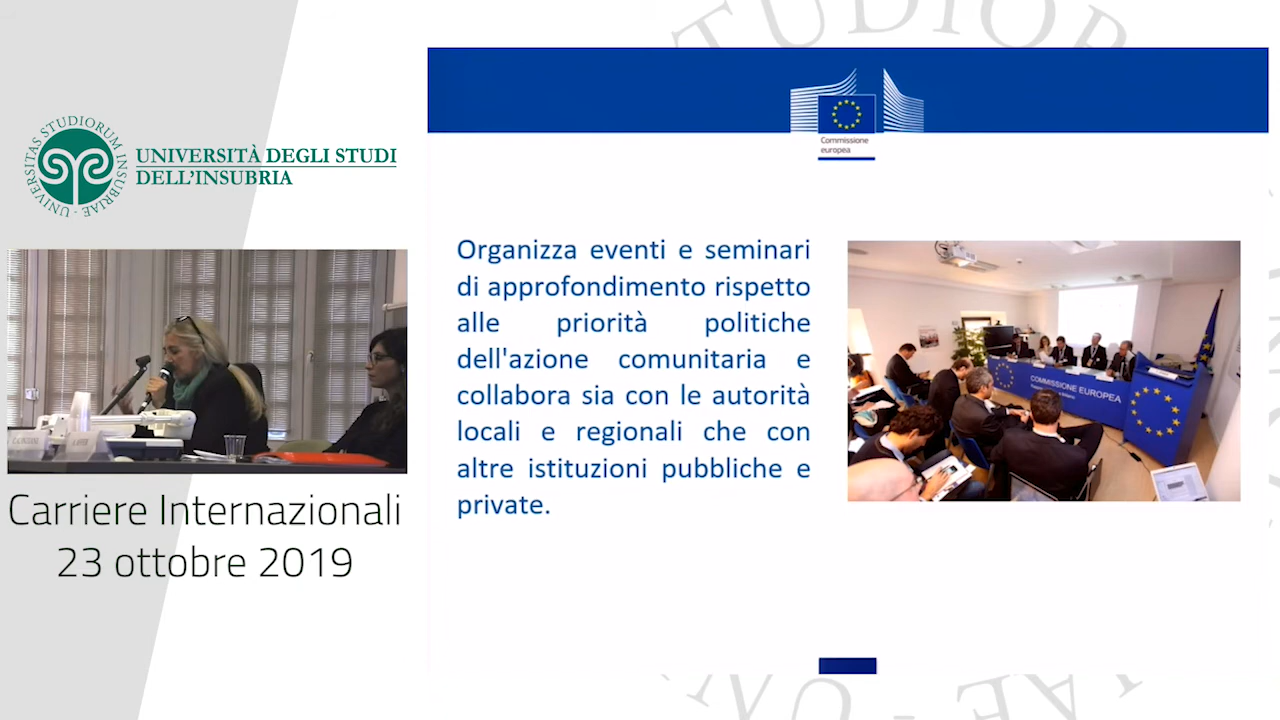 UNIVERSITAS STUDIORUM INSUBRIAE
UNIVERSITÀ DEGLI STUDI
DELL'INSUBRIA
Carriere Internazionali
23 ottobre 2019
Commissione
europea
Organizza eventi e seminari
di approfondimento rispetto
alle priorità politiche
dell'azione comunitaria e
collabora sia con le autorità
locali e regionali che con
altre istituzioni pubbliche e
private.
COMMISSIONE EUROPEA